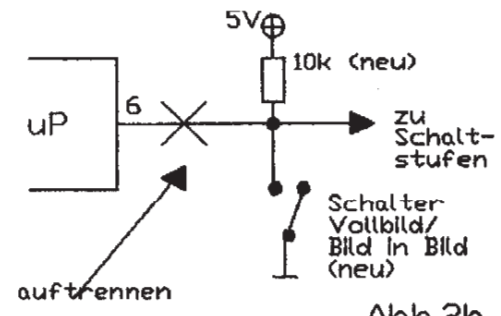 5V
10k (neu)
uP
6
zu
Schalt-
stufen
Schalter
Vollbild/
Bild in Bild
(neu)
auftrennen